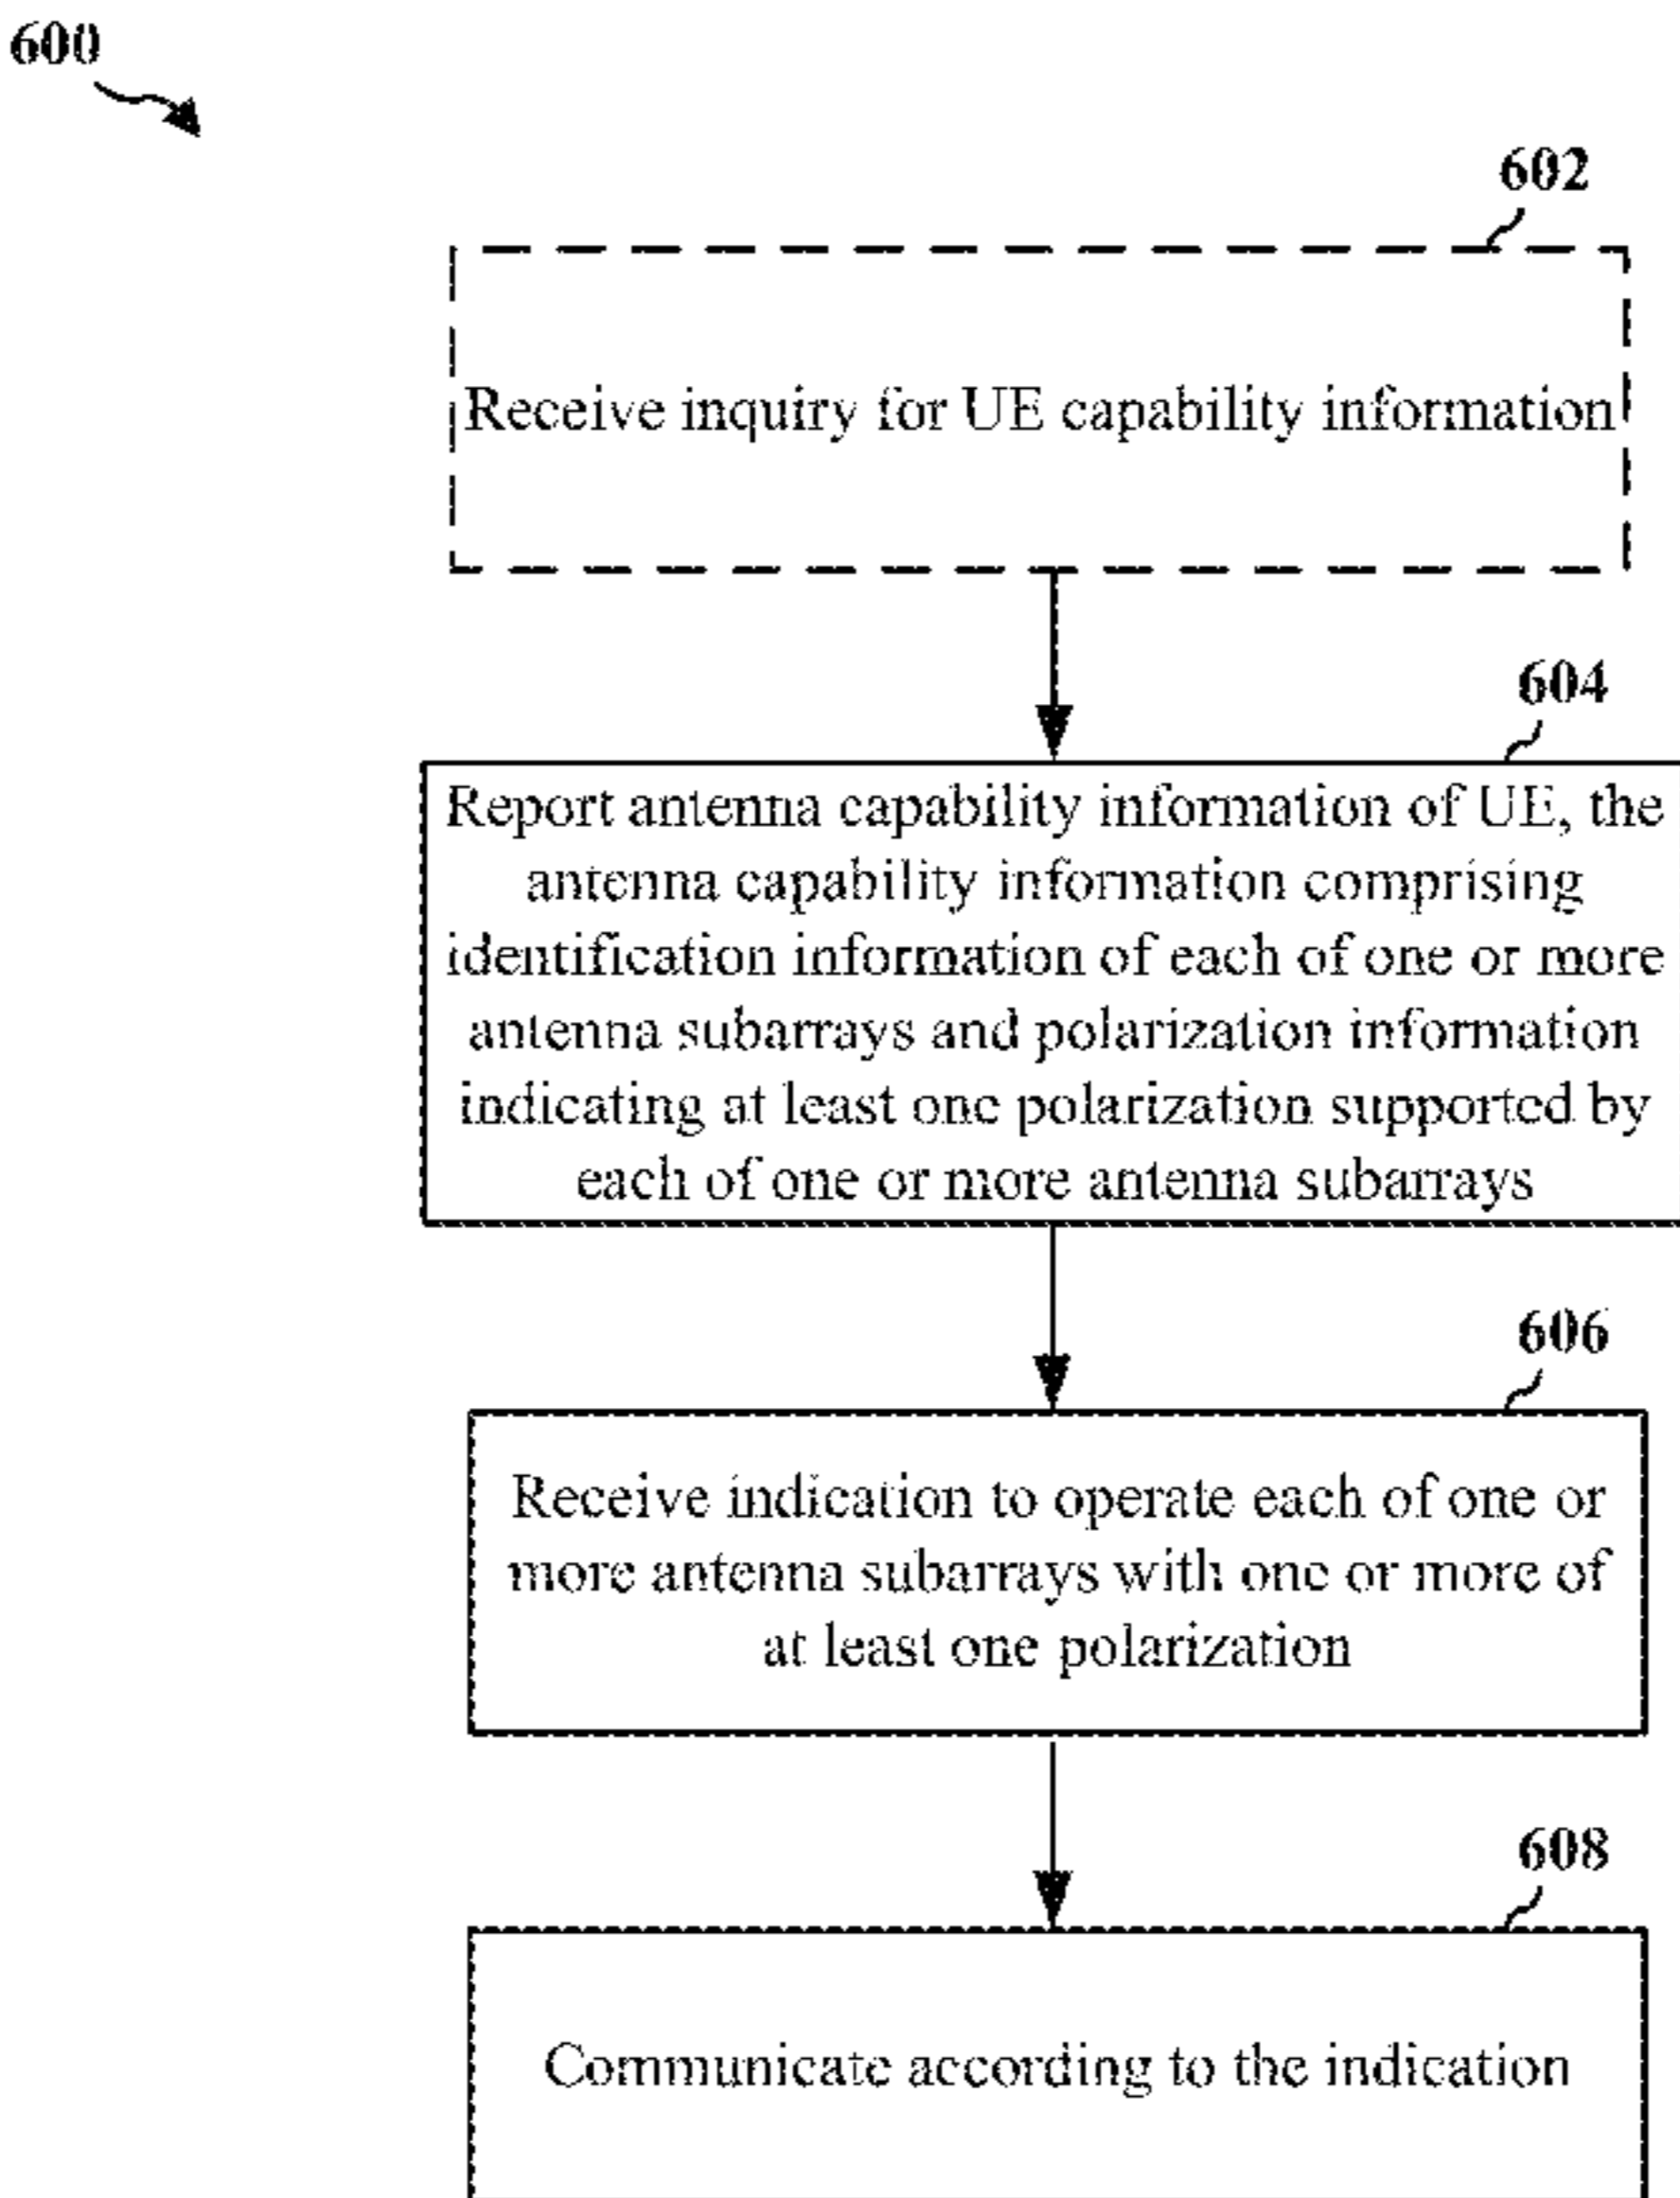 600
602
Receive inquiry for UE capability information
604
Report antenna capability information of UE, the
antenna capability information comprising
identification information of each of one or more
antenna subarrays and polarization information
indicating at least one polarization supported by
each of one or more antenna subarrays
606
Receive indication to operate each of one or
more antenna subarrays with one or more of
at least one polarization
608
Communicate according to the indication